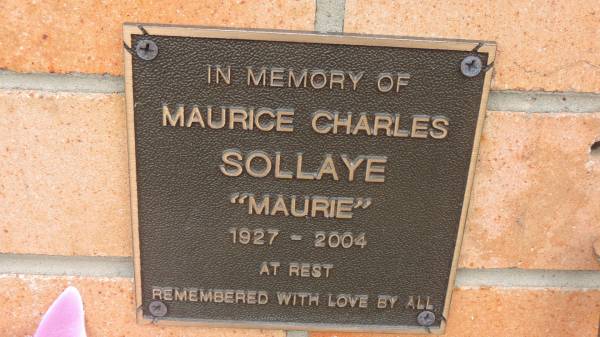 IN MEMORY OF
MAURICE CHARLES
SOLLAYE
"MAURIE"
1927 - 2004
AT REST
REMEMBERED WITH LOVE BY ALL